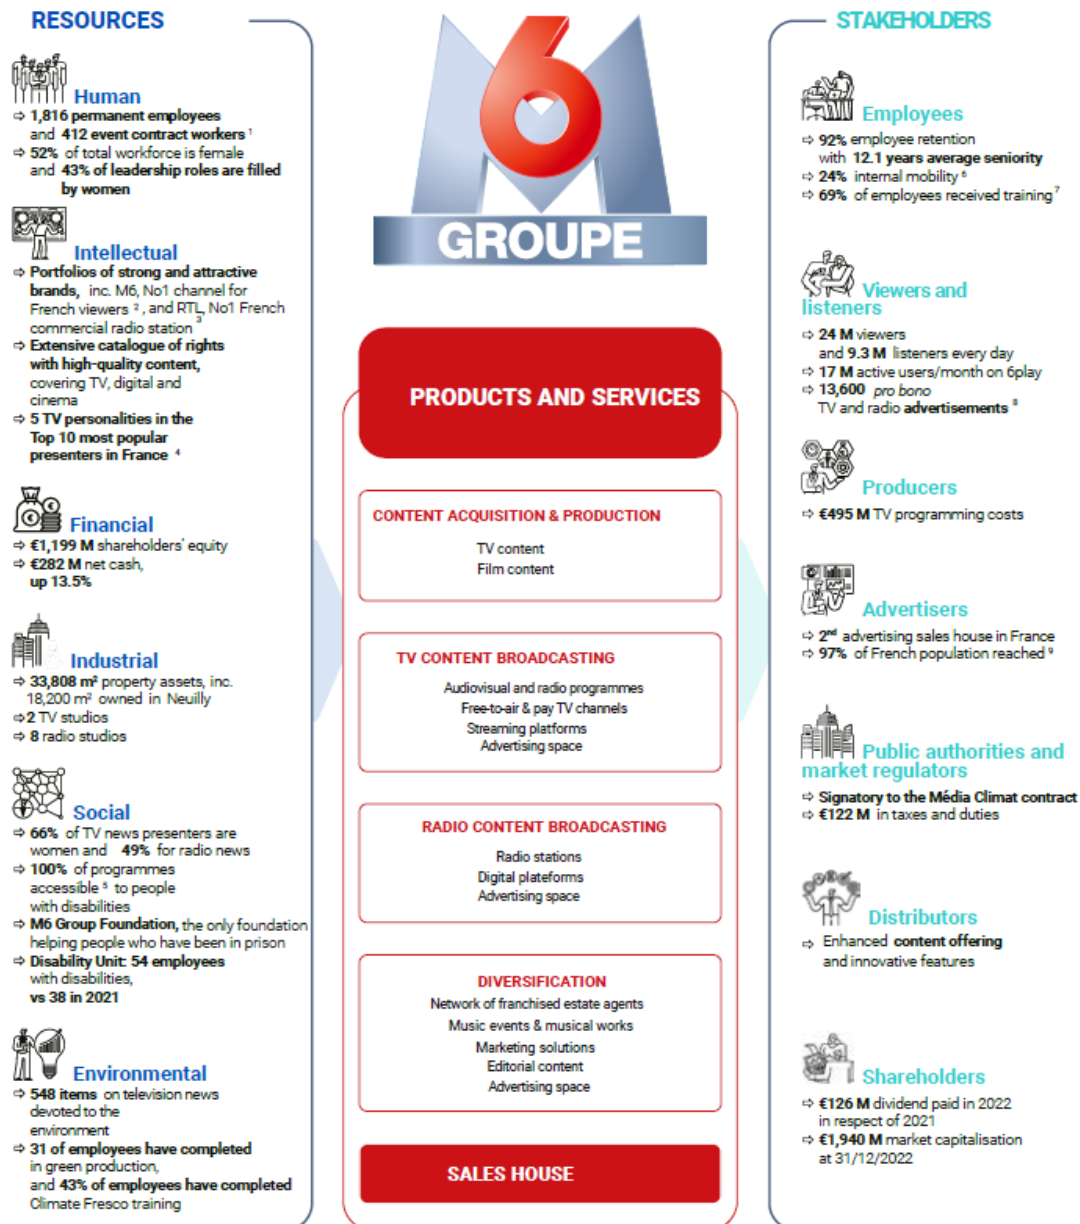 RESOURCES
Human
⇨ 1,816 permanent employees
and 412 event contract workers ¹
⇨ 52% of total workforce is female
and 43% of leadership roles are filled
by women
Intellectual
⇨ Portfolios of strong and attractive
brands, inc. M6, No1 channel for
French viewers ², and RTL, No1 French
commercial radio station ³
⇨ Extensive catalogue of rights
with high-quality content,
covering TV, digital and
cinema
⇨ 5 TV personalities in the
Top 10 most popular
presenters in France ⁴
Financial
⇨ €1,199 M shareholders' equity
⇨ €282 M net cash,
up 13.5%
Industrial
⇨ 33,808 m² property assets, inc.
18,200 m² owned in Neuilly
⇨2 TV studios
⇨ 8 radio studios
Social
⇨ 66% of TV news presenters are
women and 49% for radio news
⇨ 100% of programmes
accessible ⁵ to people
with disabilities
⇨ M6 Group Foundation, the only foundation
helping people who have been in prison
⇨ Disability Unit: 54 employees
with disabilities,
vs 38 in 2021
Environmental
⇨ 548 items on television news
devoted to the
environment
⇨ 31 of employees have completed
in green production,
and 43% of employees have completed
Climate Fresco training
M6
GROUPE
PRODUCTS AND SERVICES
CONTENT ACQUISITION & PRODUCTION
TV content
Film content
TV CONTENT BROADCASTING
Audiovisual and radio programmes
Free-to-air & pay TV channels
Streaming platforms
Advertising space
RADIO CONTENT BROADCASTING
Radio stations
Digital plateforms
Advertising space
DIVERSIFICATION
Network of franchised estate agents
Music events & musical works
Marketing solutions
Editorial content
Advertising space
SALES HOUSE
STAKEHOLDERS
Employees
⇨ 92% employee retention
with 12.1 years average seniority
⇨ 24% internal mobility ⁶
⇨ 69% of employees received training ⁷
Viewers and
listeners
⇨ 24 M viewers
and 9.3 M listeners every day
⇨ 17 M active users/month on 6play
⇨ 13,600 pro bono
TV and radio advertisements ⁸
Producers
⇨ €495 M TV programming costs
Advertisers
⇨ 2nd advertising sales house in France
⇨ 97% of French population reached ⁹
Public authorities and
market regulators
⇨ Signatory to the Média Climat contract
⇨ €122 M in taxes and duties
Distributors
⇨ Enhanced content offering
and innovative features
Shareholders
⇨ €126 M dividend paid in 2022
in respect of 2021
⇨ €1,940 M market capitalisation
at 31/12/2022